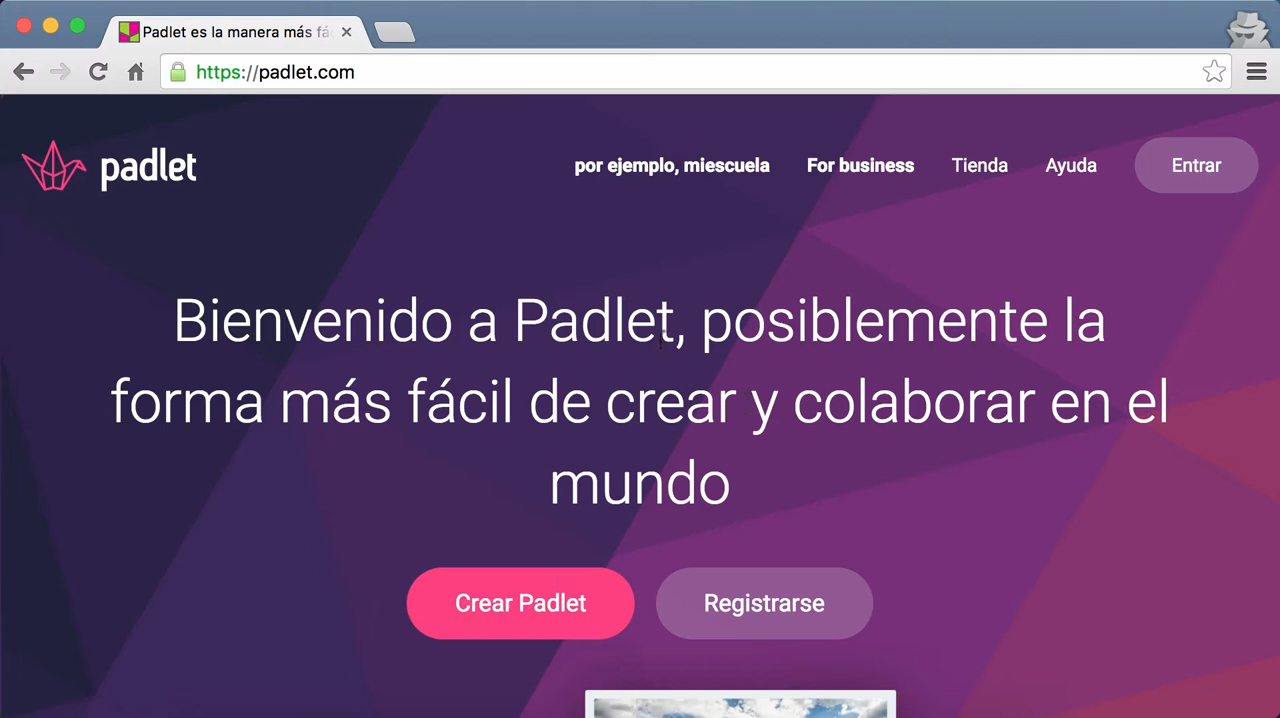 Padlet es la manera más fá
https://padlet.com
padlet
por ejemplo, miescuela
For business
Tienda
Ayuda
Entrar
Bienvenido a Padlet, posiblemente la
forma más fácil de crear y colaborar en el
mundo
Crear Padlet
Registrarse